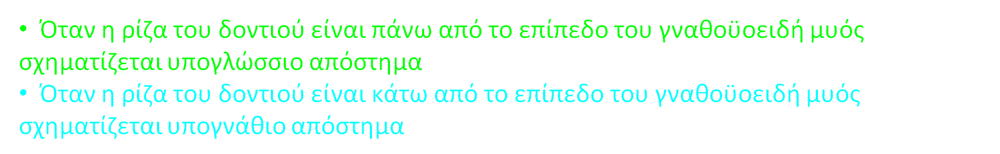 • Όταν η ρίζα του δοντιού είναι πάνω από το επίπεδο του γναθοϋοειδή μυός
σχηματίζεται υπογλώσσιο απόστημα
• Όταν η ρίζα του δοντιού είναι κάτω από το επίπεδο του γναθοϋοειδή μυός
σχηματίζεται υπογνάθιο απόστημα